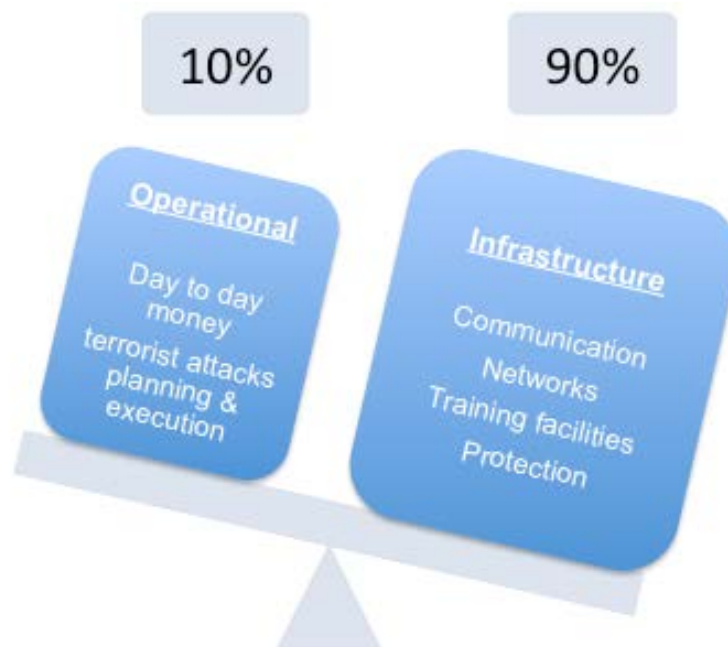 10%
90%
Operational
Day to day
money
terrorist attacks
planning &
execution
Infrastructure
Communication
Networks
Training facilities
Protection